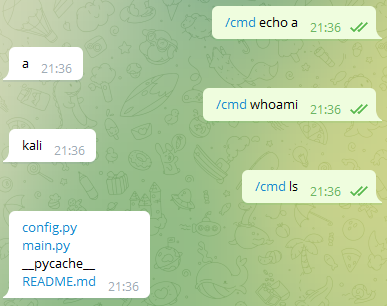 /cmd echo a 21:36
a 21:36
/cmd whoami 21:36
kali 21:36
/cmd ls 21:36
config.py
main.py
__pycache__
README.md 21:36